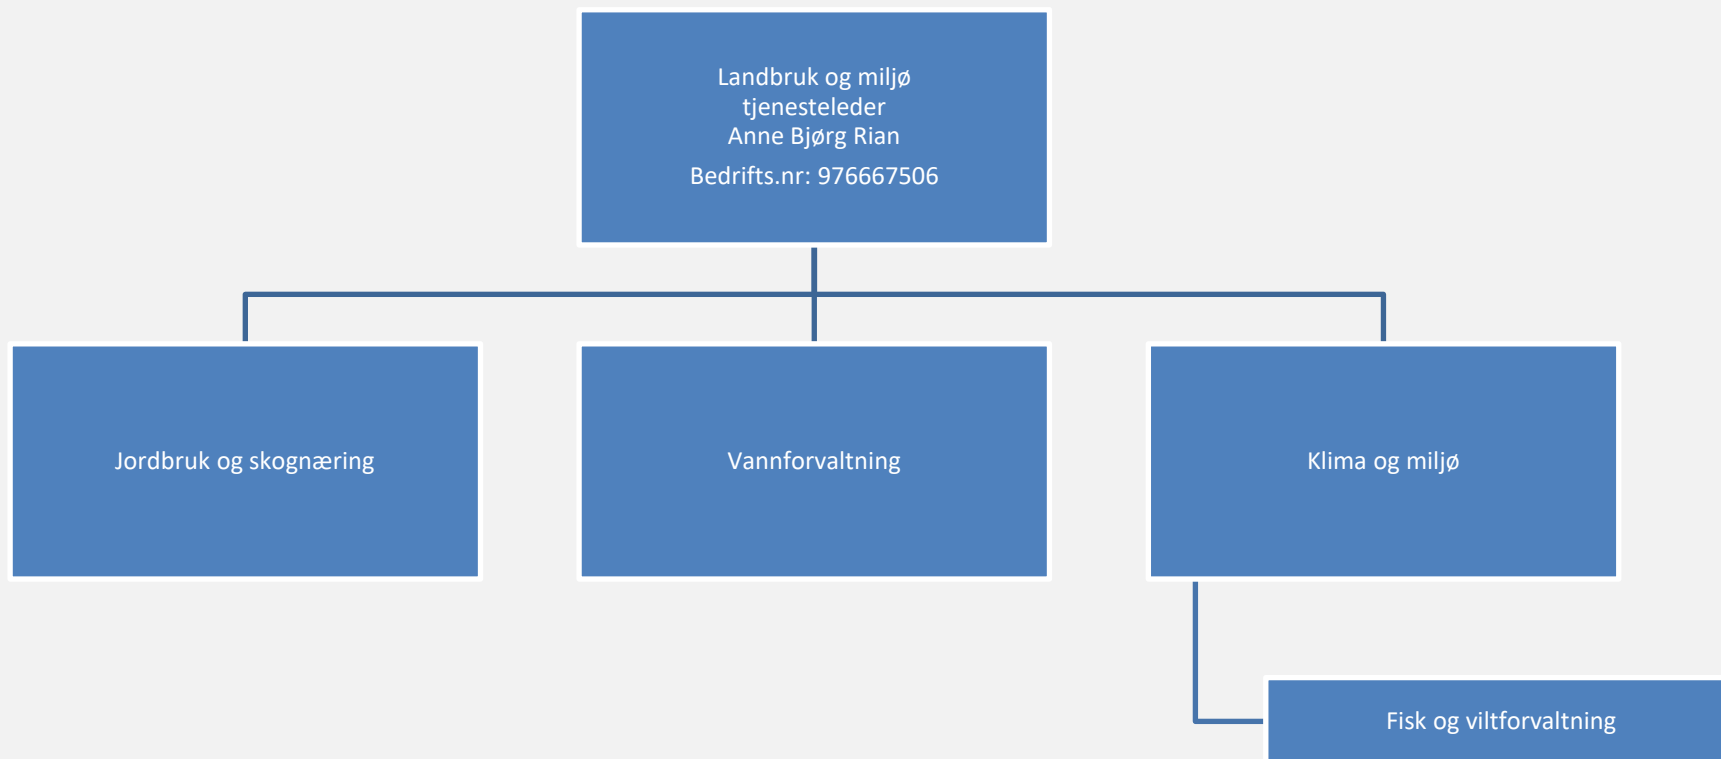 Landbruk og miljø
tjenesteleder
Anne Bjørg Rian
Bedrifts.nr: 976667506
Jordbruk og skognæring
Vannforvaltning
Klima og miljø
Fisk og viltforvaltning